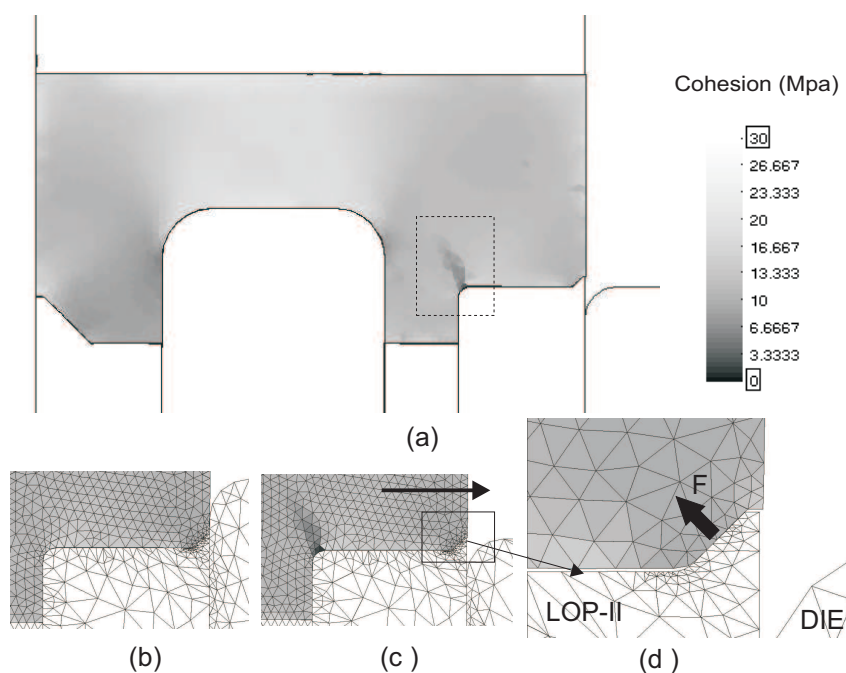 Cohesion (Mpa)
30
26.667
23.333
20
16.667
13.333
10
6.6667
3.3333
0
(a)
F
LOP-II
DIE
(b)
(c )
(d )